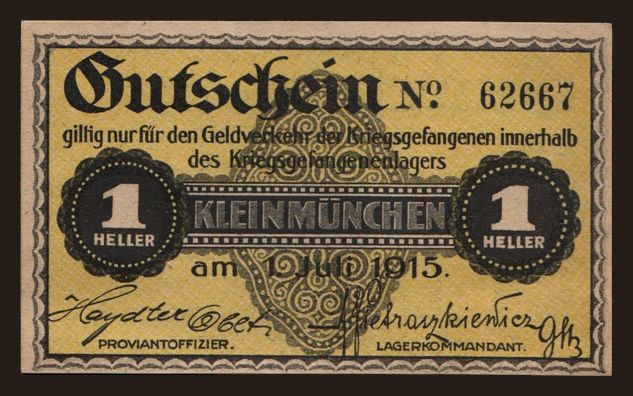 Gutschein No. 62667
giltig nur für den Geldverkehr der Kriegsgefangenen innerhalb
des Kriegsgefangenenlagers
1 HELLER
KLEINMÜNCHEN
1 HELLER
am 1. Juli 1915.
Haydter
PROVIANTOFFIZIER.
LAGERKOMMANDANT.